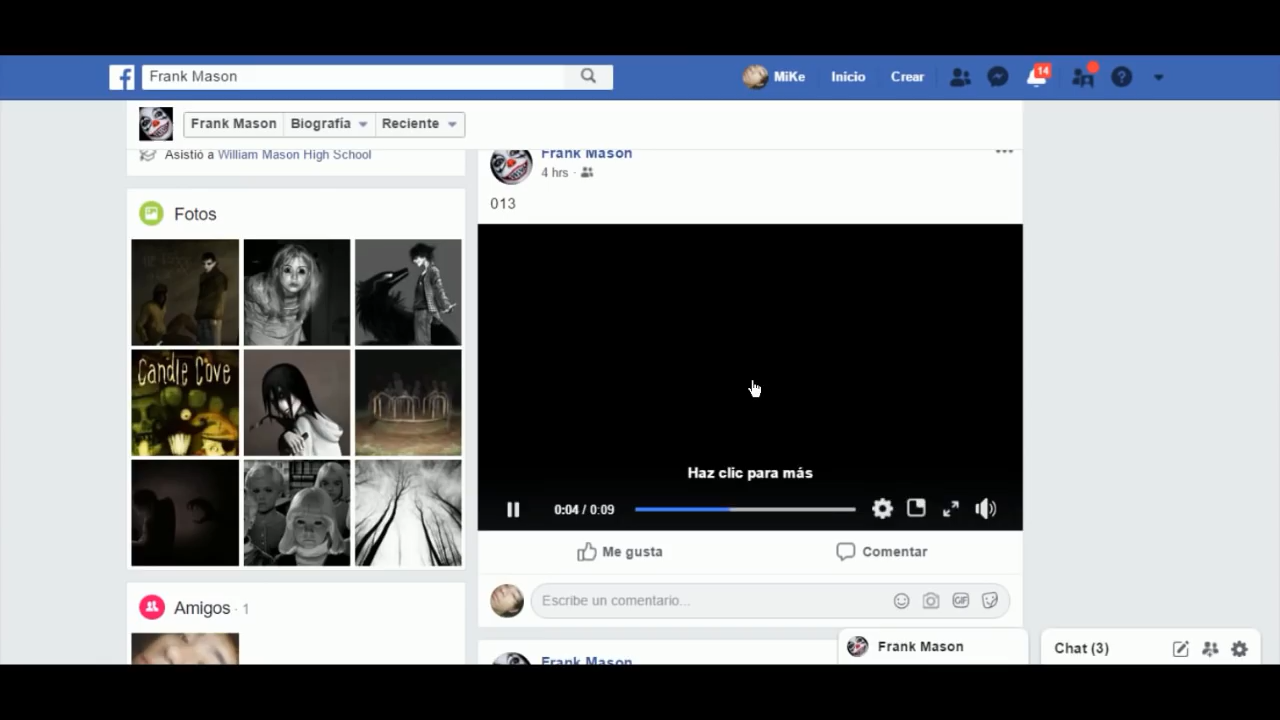 f Frank Mason
MiKe Inicio Crear 14 ?
Frank Mason Biografía Reciente
Asistió a William Mason High School
Frank Mason
4 hrs ·
013
Fotos
Candle Cove
Haz clic para más
0:04 / 0:09
Me gusta Comentar
Escribe un comentario... GIF
Amigos · 1
Frank Mason
Frank Mason
Chat (3)